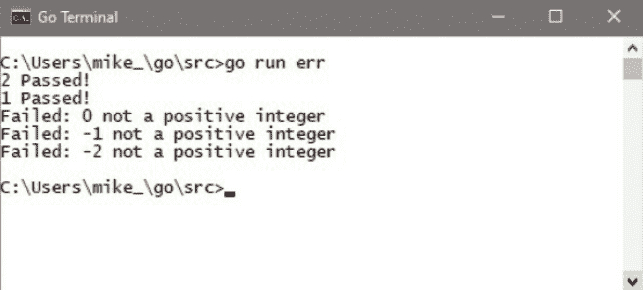 Go Terminal
C:\Users\mike_\go\src>go run err
2 Passed!
1 Passed!
Failed: 0 not a positive integer
Failed: -1 not a positive integer
Failed: -2 not a positive integer
C:\Users\mike_\go\src>